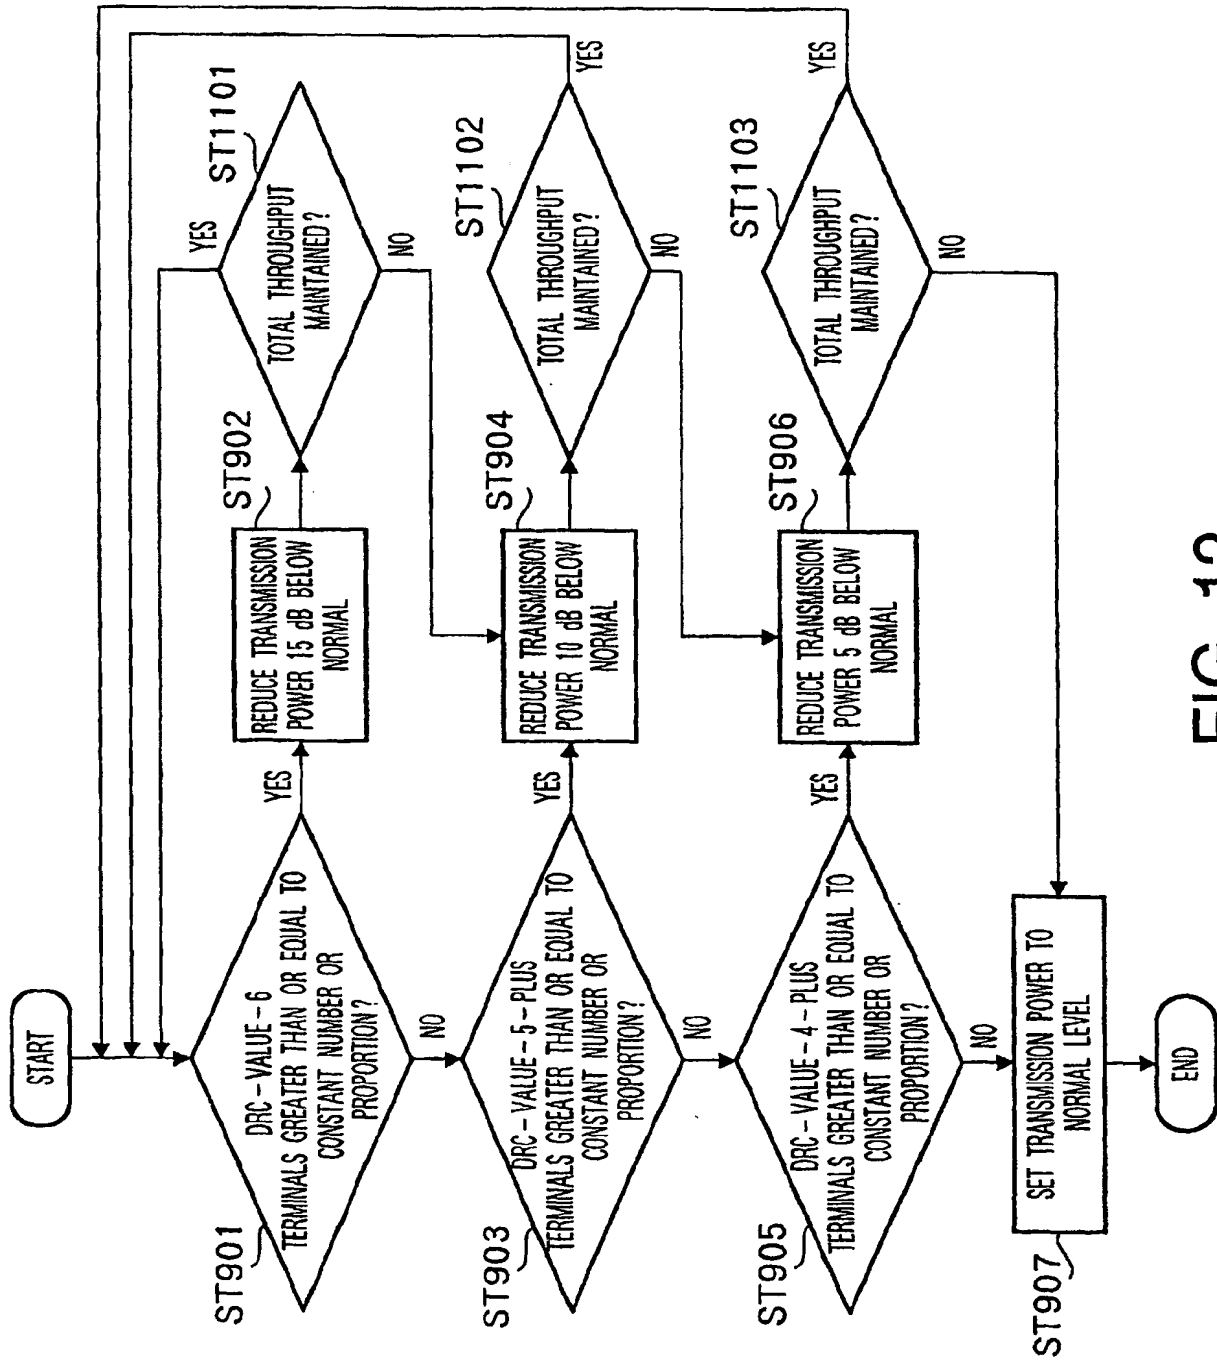 START
ST901
DRC-VALUE-6
TERMINALS GREATER THAN OR EQUAL TO
CONSTANT NUMBER OR
PROPORTION?
YES
NO
ST902
REDUCE TRANSMISSION
POWER 15 dB BELOW
NORMAL
ST1101
TOTAL THROUGHPUT
MAINTAINED?
YES
NO
ST903
DRC-VALUE-5-PLUS
TERMINALS GREATER THAN OR EQUAL TO
CONSTANT NUMBER OR
PROPORTION?
YES
NO
ST904
REDUCE TRANSMISSION
POWER 10 dB BELOW
NORMAL
ST1102
TOTAL THROUGHPUT
MAINTAINED?
YES
NO
ST905
DRC-VALUE-4-PLUS
TERMINALS GREATER THAN OR EQUAL TO
CONSTANT NUMBER OR
PROPORTION?
YES
NO
ST906
REDUCE TRANSMISSION
POWER 5 dB BELOW
NORMAL
ST1103
TOTAL THROUGHPUT
MAINTAINED?
YES
NO
ST907
SET TRANSMISSION POWER TO
NORMAL LEVEL
END